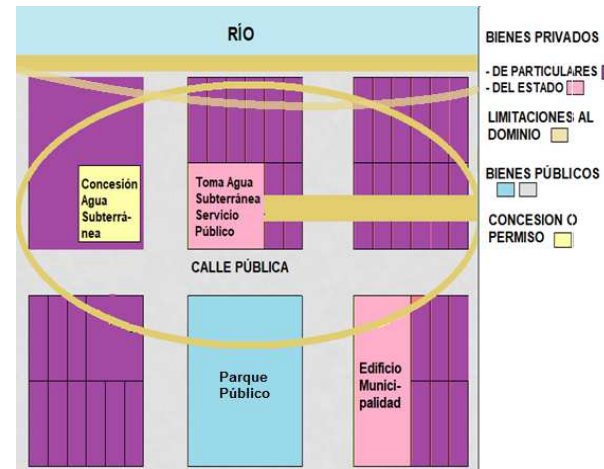 RÍO
Concesión
Agua
Subterrá-
nea
Toma Agua
Subterránea
Servicio
Público
CALLE PÚBLICA
Parque
Público
Edificio
Munici-
palidad
BIENES PRIVADOS
- DE PARTICULARES
- DEL ESTADO
LIMITACIONES AL
DOMINIO
BIENES PÚBLICOS
CONCESION O
PERMISO